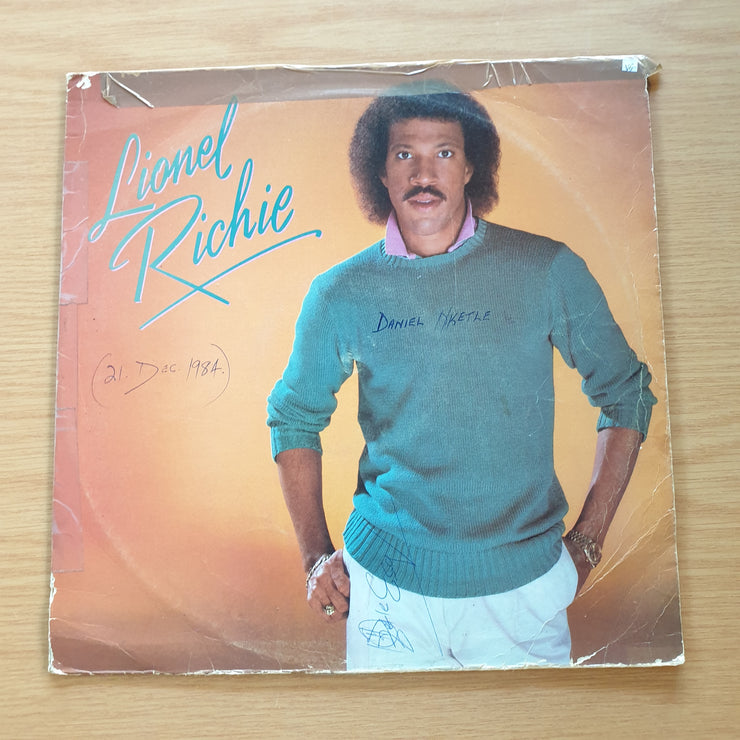 Lionel
Richie
DANIEL NKETLE
(21. DEC. 1984.)